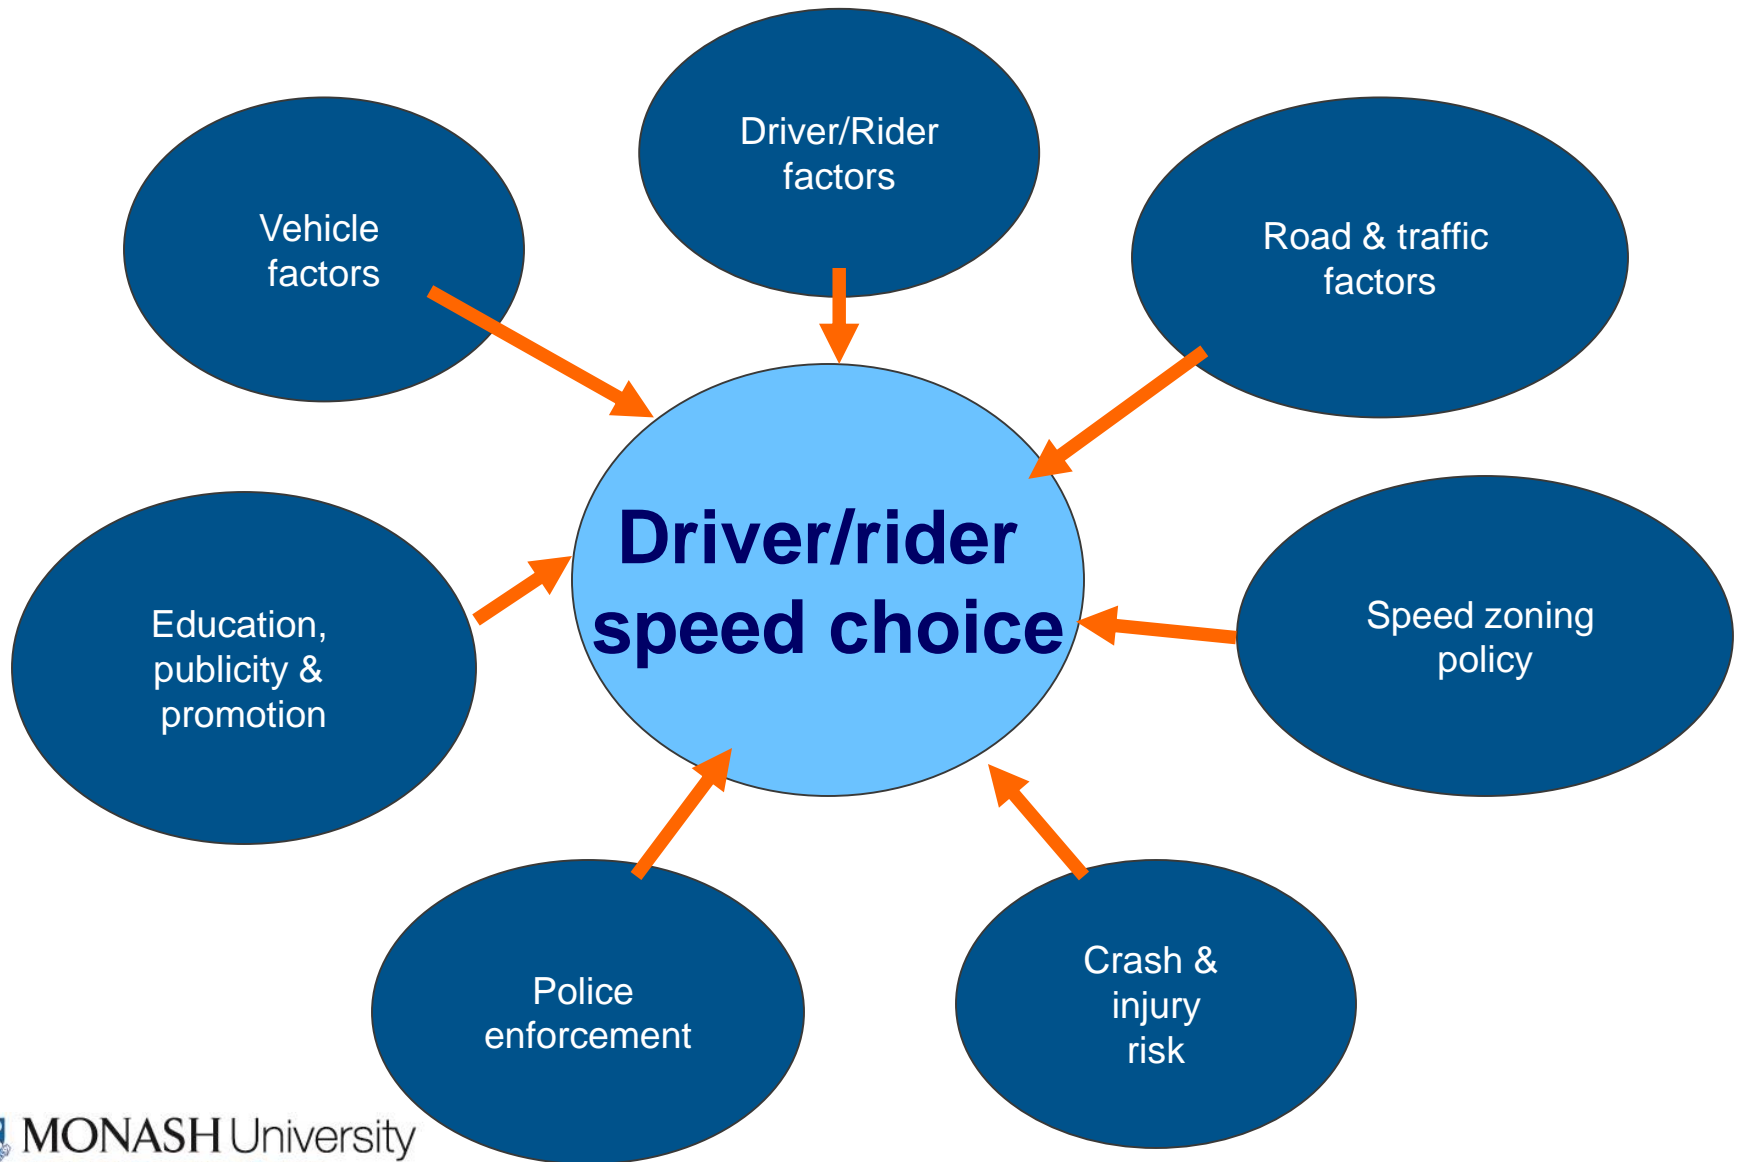 Driver/Rider
factors
Vehicle
factors
Road & traffic
factors
Driver/rider
speed choice
Education,
publicity &
promotion
Speed zoning
policy
Police
enforcement
Crash &
injury
risk
MONASH University